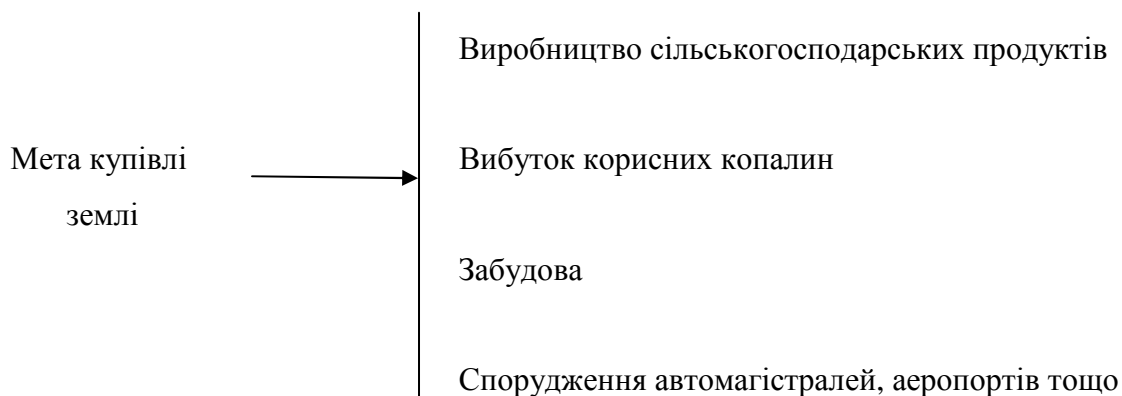 Виробництво сільськогосподарських продуктів
Мета купівлі
землі
Вибуток корисних копалин
Забудова
Спорудження автомагістралей, аеропортів тощо